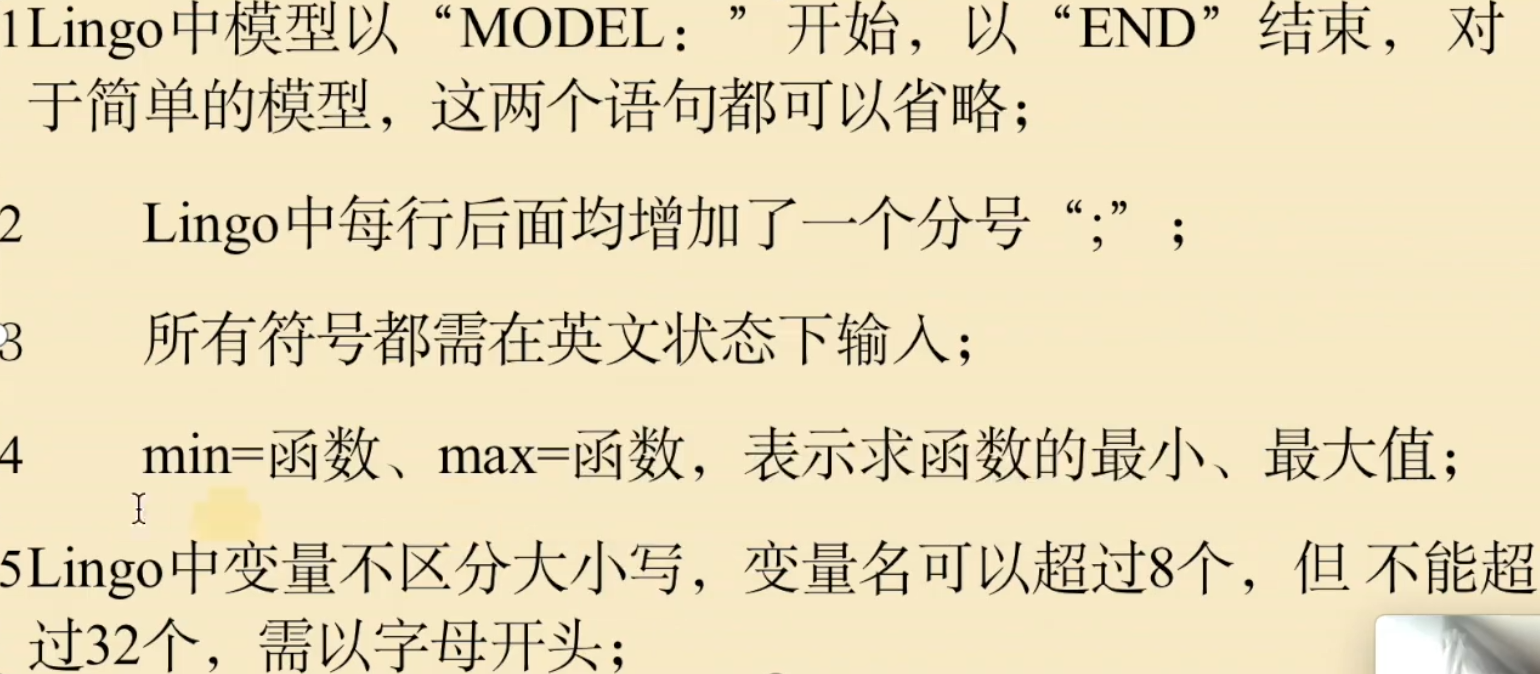 1Lingo中模型以“MODEL：”开始，以“END”结束， 对
于简单的模型，这两个语句都可以省略；
2 Lingo中每行后面均增加了一个分号“;”；
3 所有符号都需在英文状态下输入；
4 min=函数、max=函数，表示求函数的最小、最大值；
5Lingo中变量不区分大小写，变量名可以超过8个，但 不能超
过32个，需以字母开头；